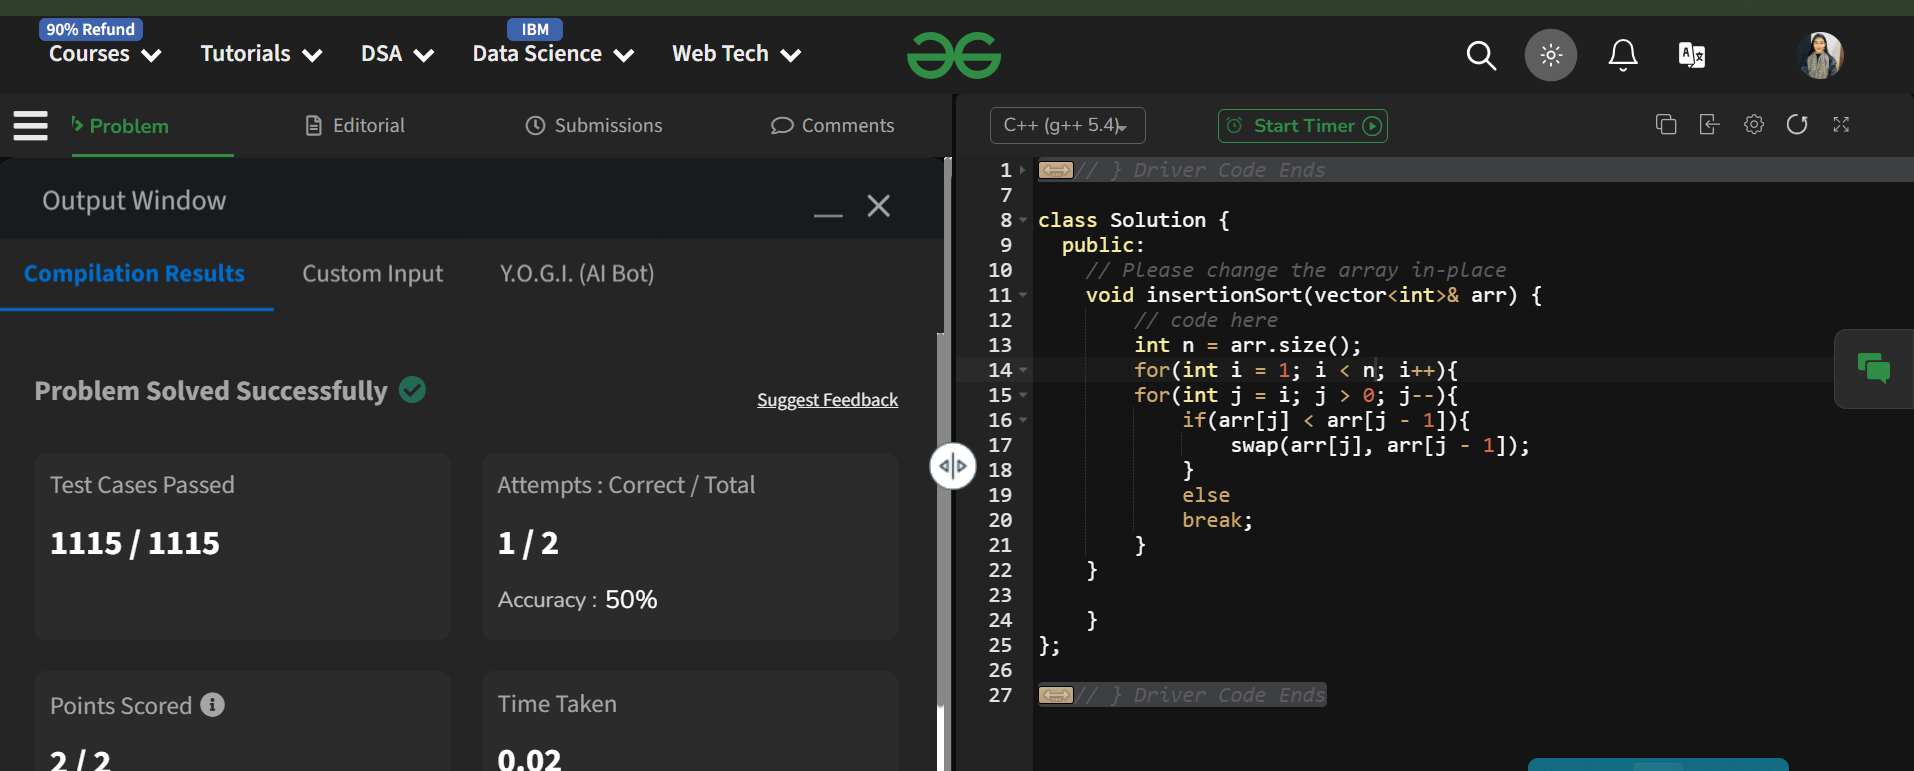 90% Refund
IBM
Courses
Tutorials
DSA
Data Science
Web Tech
Problem
Editorial
Submissions
Comments
C++ (g++ 5.4)
Start Timer
Output Window
Compilation Results
Custom Input
Y.O.G.I. (AI Bot)
Problem Solved Successfully
Suggest Feedback
Test Cases Passed
1115 / 1115
Attempts : Correct / Total
1 / 2
Accuracy : 50%
Points Scored
2 / 2
Time Taken
0.02
1 // } Driver Code Ends
7
8 class Solution {
9 public:
10 // Please change the array in-place
11 void insertionSort(vector<int>& arr) {
12 // code here
13 int n = arr.size();
14 for(int i = 1; i < n; i++){
15 for(int j = i; j > 0; j--){
16 if(arr[j] < arr[j - 1]){
17 swap(arr[j], arr[j - 1]);
18 }
19 else
20 break;
21 }
22 }
23
24 }
25 };
26
27 // } Driver Code Ends